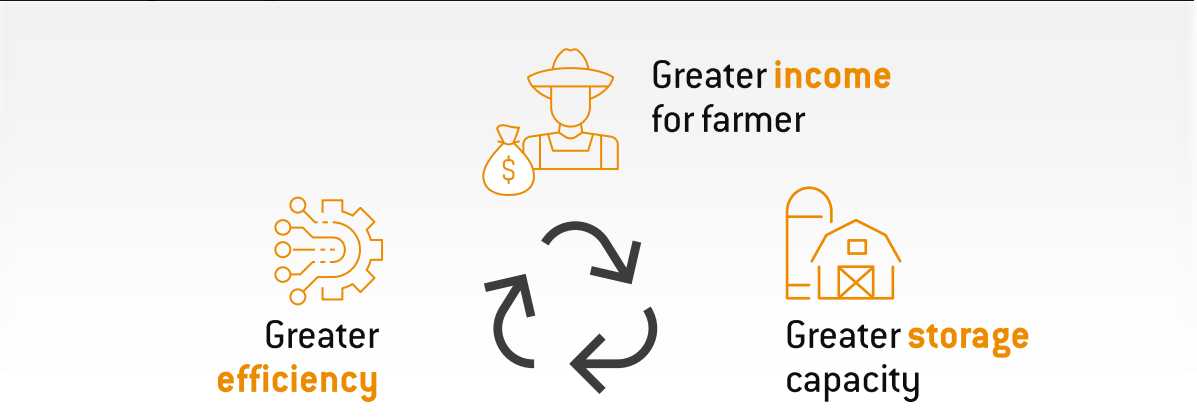 Greater income
for farmer
$
Greater
efficiency
Greater storage
capacity